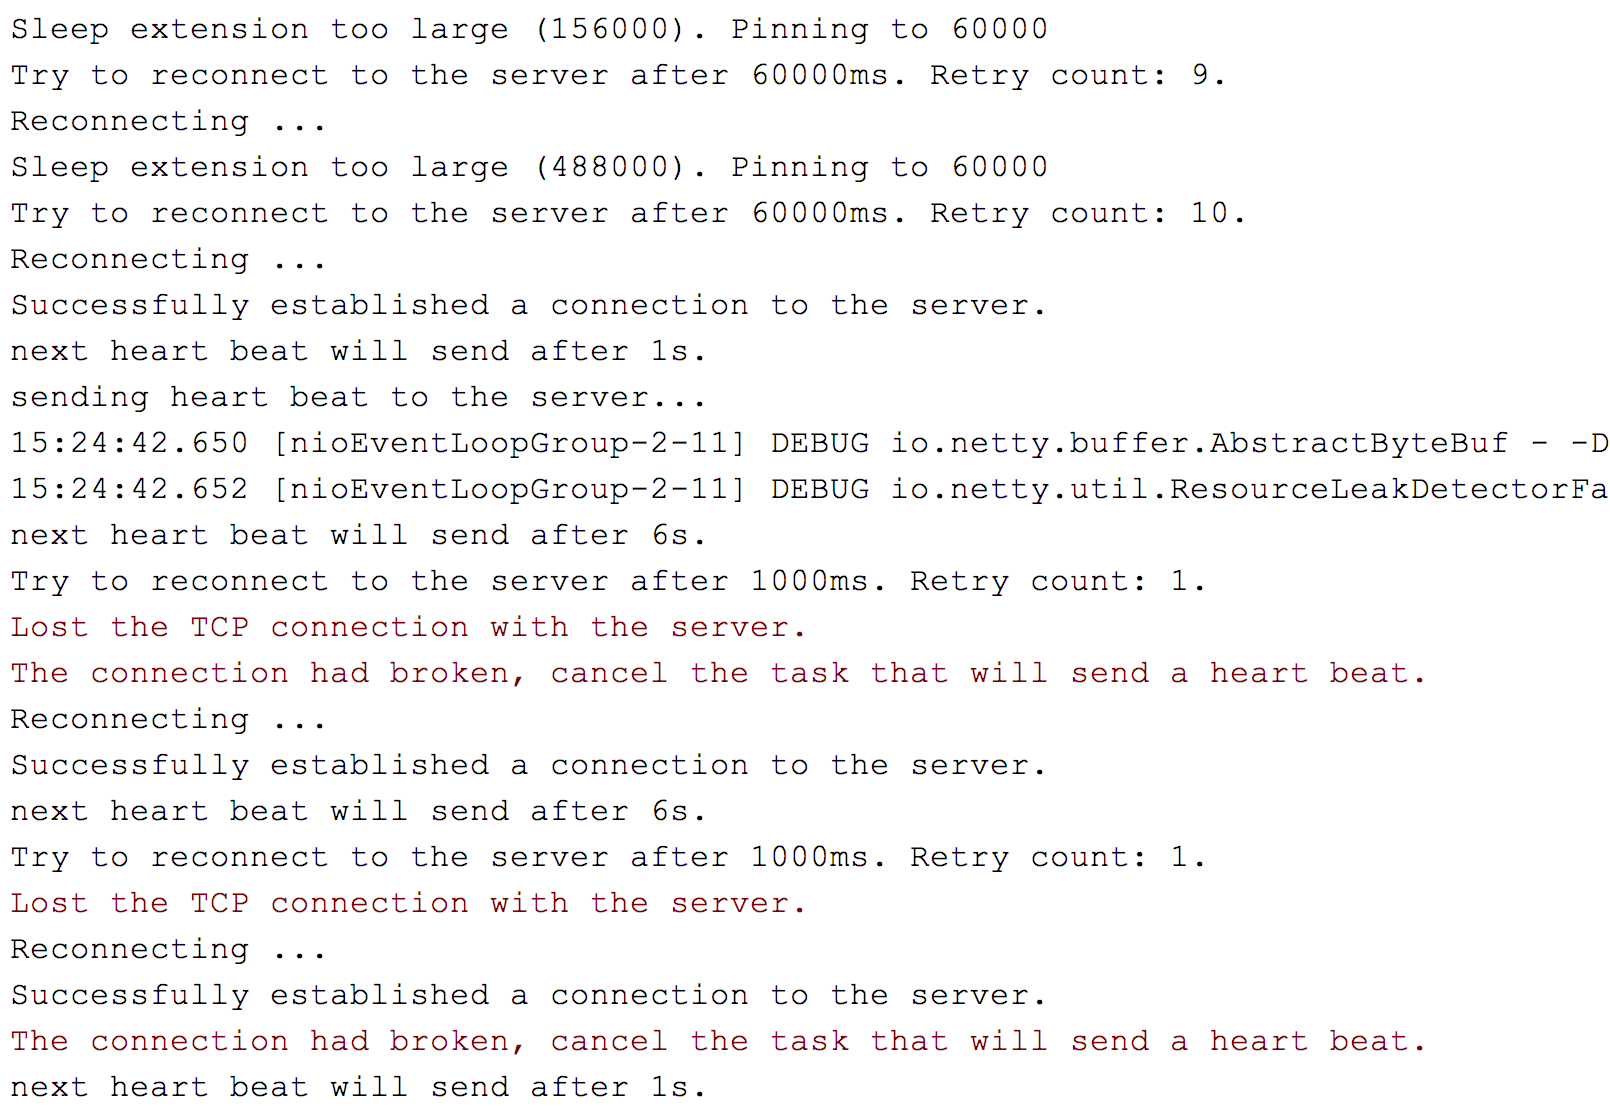 Sleep extension too large (156000). Pinning to 60000
Try to reconnect to the server after 60000ms. Retry count: 9.
Reconnecting ...
Sleep extension too large (488000). Pinning to 60000
Try to reconnect to the server after 60000ms. Retry count: 10.
Reconnecting ...
Successfully established a connection to the server.
next heart beat will send after 1s.
sending heart beat to the server...
15:24:42.650 [nioEventLoopGroup-2-11] DEBUG io.netty.buffer.AbstractByteBuf - -D
15:24:42.652 [nioEventLoopGroup-2-11] DEBUG io.netty.util.ResourceLeakDetectorFa
next heart beat will send after 6s.
Try to reconnect to the server after 1000ms. Retry count: 1.
Lost the TCP connection with the server.
The connection had broken, cancel the task that will send a heart beat.
Reconnecting ...
Successfully established a connection to the server.
next heart beat will send after 6s.
Try to reconnect to the server after 1000ms. Retry count: 1.
Lost the TCP connection with the server.
Reconnecting ...
Successfully established a connection to the server.
The connection had broken, cancel the task that will send a heart beat.
next heart beat will send after 1s.